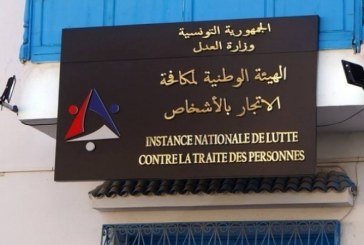 الجمهورية التونسية
وزارة العدل
الهيئة الوطنية لمكافحة
الاتجار بالأشخاص
INSTANCE NATIONALE DE LUTTE
CONTRE LA TRAITE DES PERSONNES